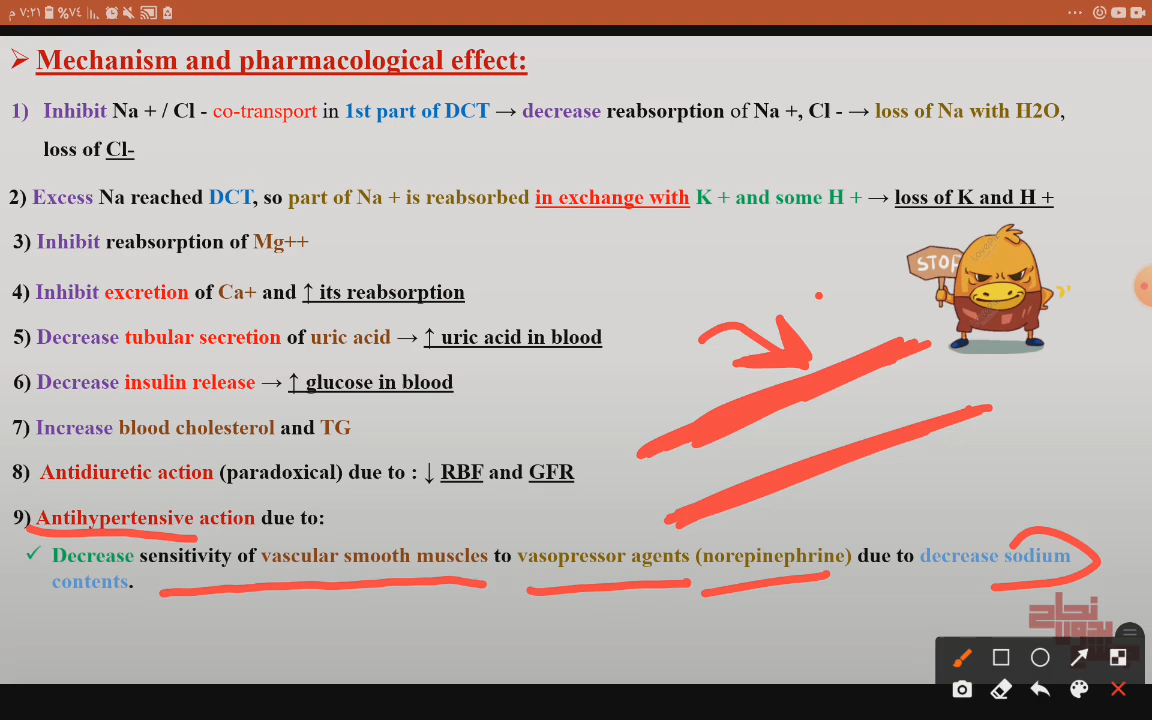 م ٧:٢١ %٧٤
Mechanism and pharmacological effect:
1) Inhibit Na + / Cl - co-transport in 1st part of DCT → decrease reabsorption of Na +, Cl - → loss of Na with H2O,
loss of Cl-
2) Excess Na reached DCT, so part of Na + is reabsorbed in exchange with K + and some H + → loss of K and H +
3) Inhibit reabsorption of Mg++
STOP
4) Inhibit excretion of Ca+ and ↑ its reabsorption
5) Decrease tubular secretion of uric acid → ↑ uric acid in blood
6) Decrease insulin release → ↑ glucose in blood
7) Increase blood cholesterol and TG
8) Antidiuretic action (paradoxical) due to : ↓ RBF and GFR
9) Antihypertensive action due to:
✓ Decrease sensitivity of vascular smooth muscles to vasopressor agents (norepinephrine) due to decrease sodium
contents.